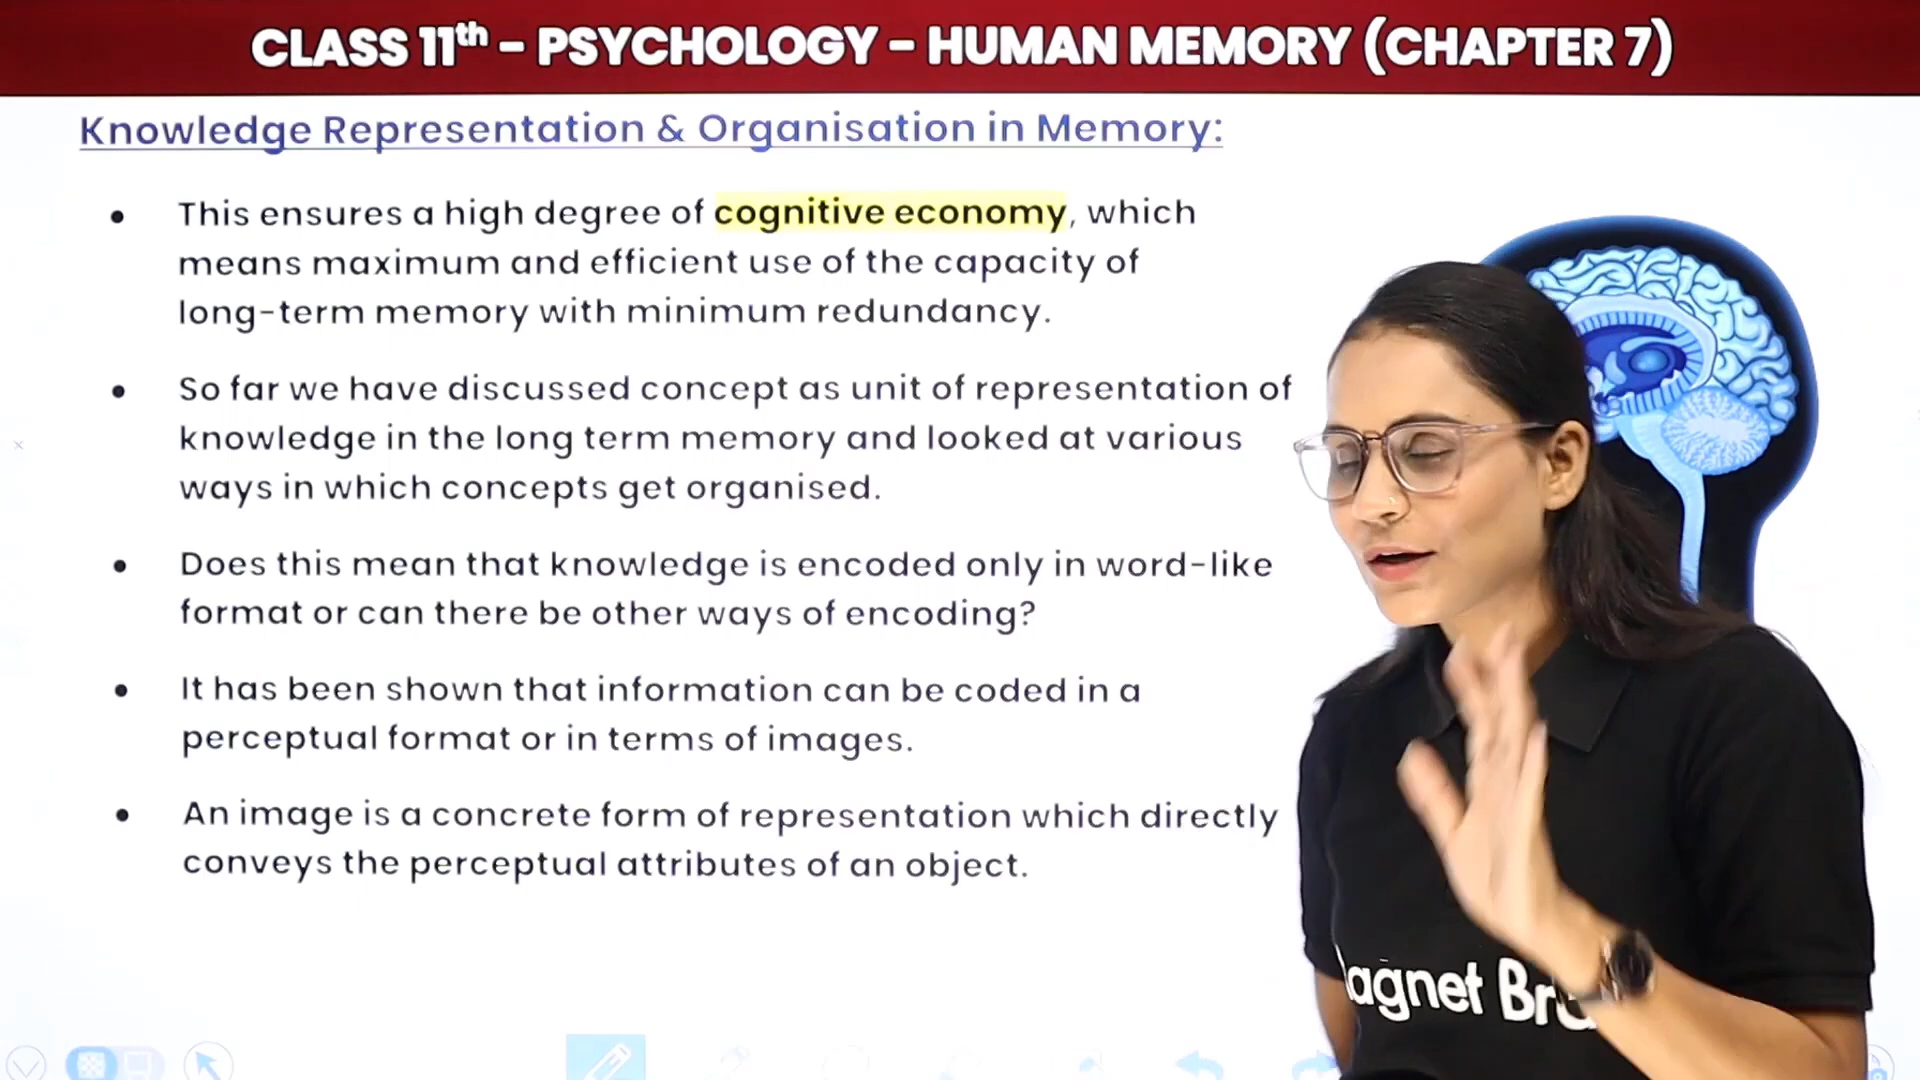 CLASS 11th – PSYCHOLOGY – HUMAN MEMORY (CHAPTER 7)
Knowledge Representation & Organisation in Memory:
• This ensures a high degree of cognitive economy, which
means maximum and efficient use of the capacity of
long-term memory with minimum redundancy.
• So far we have discussed concept as unit of representation of
knowledge in the long term memory and looked at various
ways in which concepts get organised.
• Does this mean that knowledge is encoded only in word-like
format or can there be other ways of encoding?
• It has been shown that information can be coded in a
perceptual format or in terms of images.
• An image is a concrete form of representation which directly
conveys the perceptual attributes of an object.
agnet Br